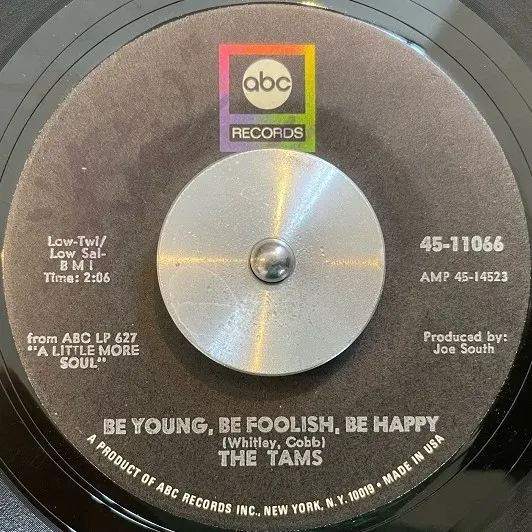 abc
RECORDS
Low-Twi/
Low Sal-
B M I
Time: 2:06
45-11066
AMP 45-14523
from ABC LP 627
"A LITTLE MORE
SOUL"
Produced by:
Joe South
BE YOUNG, BE FOOLISH, BE HAPPY
(Whitley, Cobb)
THE TAMS
A PRODUCT OF ABC RECORDS INC., NEW YORK, N.Y. 10019 • MADE IN USA